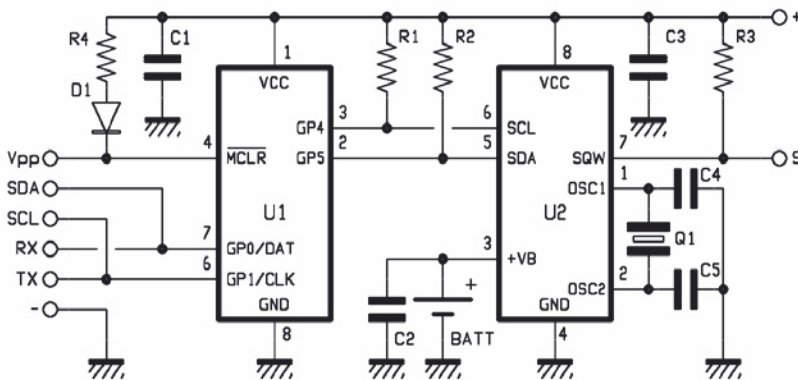 +
R4
C1
1
R1
R2
8
C3
R3
VCC
VCC
D1
3
6
GP4
SCL
4
2
5
7
Vpp
MCLR
GP5
SDA
SQW
S
SDA
1
C4
OSC1
SCL
U1
U2
7
Q1
RX
GP0/DAT
3
6
+VB
TX
GP1/CLK
2
C5
+
OSC2
-
GND
GND
C2
BATT
8
4